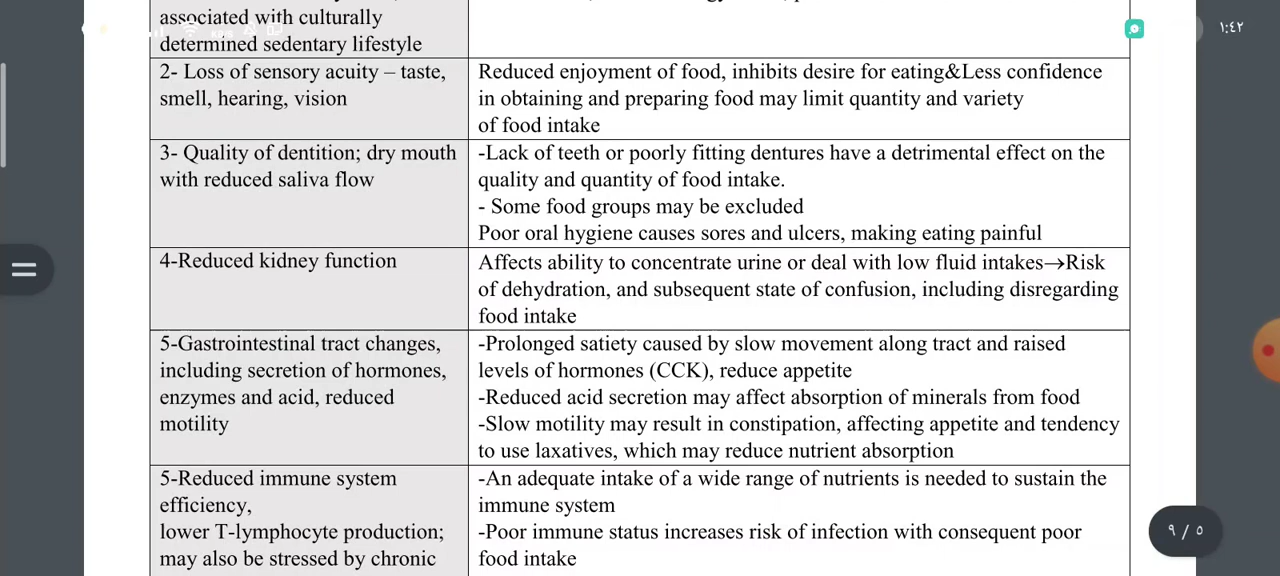 ١:٤٢
associated with culturally
determined sedentary lifestyle
2- Loss of sensory acuity – taste,
smell, hearing, vision
Reduced enjoyment of food, inhibits desire for eating&Less confidence
in obtaining and preparing food may limit quantity and variety
of food intake
3- Quality of dentition; dry mouth
with reduced saliva flow
-Lack of teeth or poorly fitting dentures have a detrimental effect on the
quality and quantity of food intake.
- Some food groups may be excluded
Poor oral hygiene causes sores and ulcers, making eating painful
4-Reduced kidney function
Affects ability to concentrate urine or deal with low fluid intakes→Risk
of dehydration, and subsequent state of confusion, including disregarding
food intake
5-Gastrointestinal tract changes,
including secretion of hormones,
enzymes and acid, reduced
motility
-Prolonged satiety caused by slow movement along tract and raised
levels of hormones (CCK), reduce appetite
-Reduced acid secretion may affect absorption of minerals from food
-Slow motility may result in constipation, affecting appetite and tendency
to use laxatives, which may reduce nutrient absorption
5-Reduced immune system
efficiency,
lower T-lymphocyte production;
may also be stressed by chronic
-An adequate intake of a wide range of nutrients is needed to sustain the
immune system
-Poor immune status increases risk of infection with consequent poor
food intake
٩ / ٥